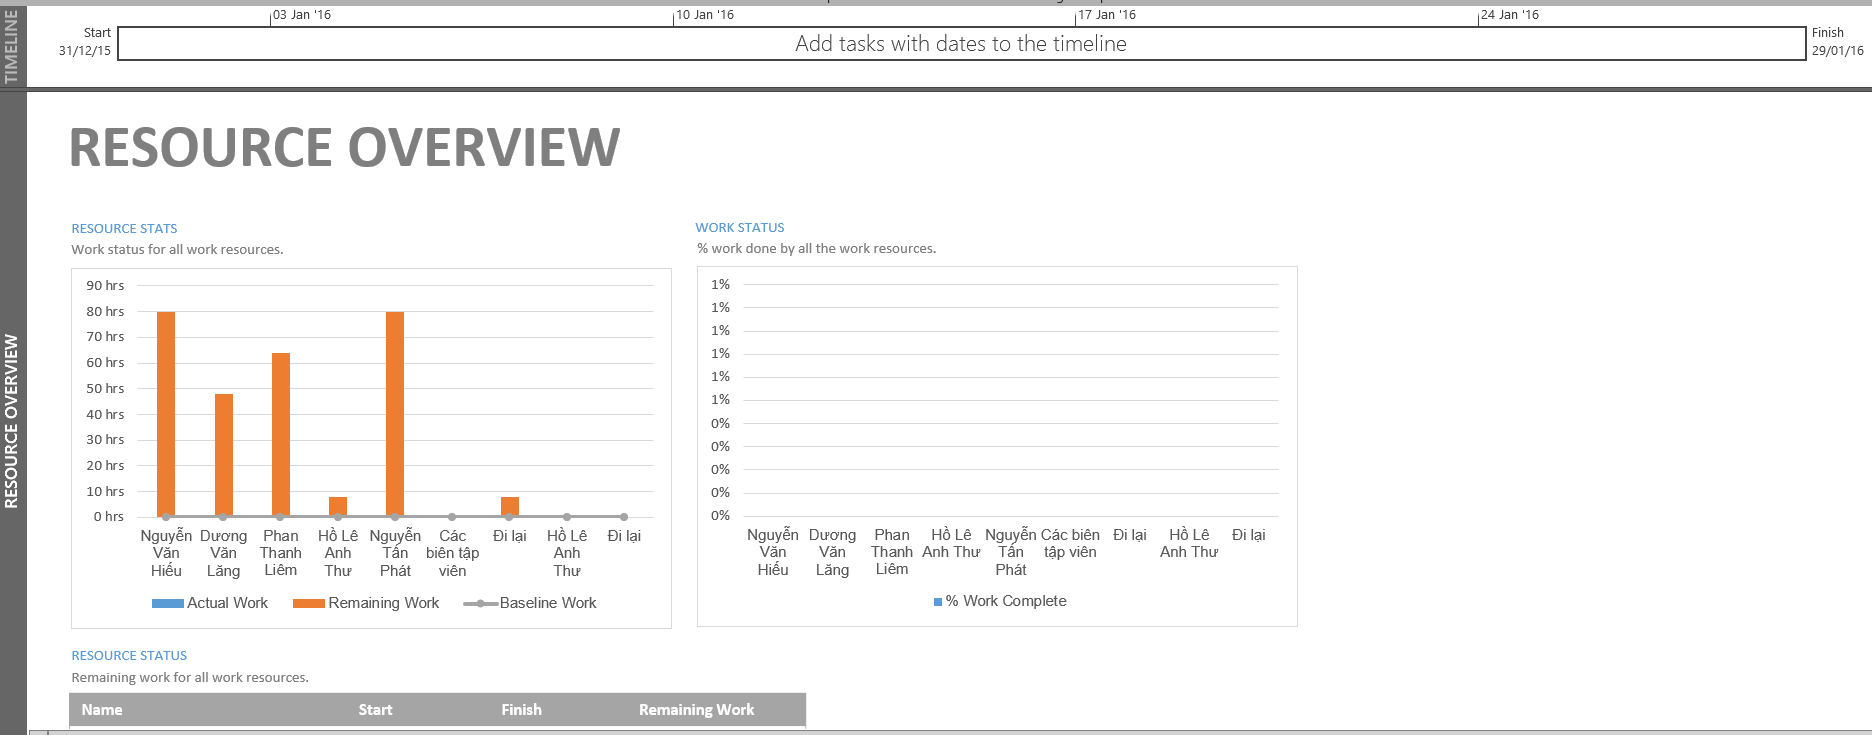 TIMELINE
03 Jan '16
10 Jan '16
17 Jan '16
24 Jan '16
Start
31/12/15
Add tasks with dates to the timeline
Finish
29/01/16
RESOURCE OVERVIEW
RESOURCE OVERVIEW
RESOURCE STATS
Work status for all work resources.
90 hrs
80 hrs
70 hrs
60 hrs
50 hrs
40 hrs
30 hrs
20 hrs
10 hrs
0 hrs
Nguyễn Văn Hiếu
Dương Văn Lăng
Phan Thanh Liêm
Hồ Lê Anh Thư
Nguyễn Tấn Phát
Các biên tập viên
Đi lại
Hồ Lê Anh Thư
Đi lại
Actual Work
Remaining Work
Baseline Work
WORK STATUS
% work done by all the work resources.
1%
1%
1%
1%
1%
1%
0%
0%
0%
0%
0%
Nguyễn Văn Hiếu
Dương Văn Lăng
Phan Thanh Liêm
Hồ Lê Anh Thư
Nguyễn Tấn Phát
Các biên tập viên
Đi lại
Hồ Lê Anh Thư
Đi lại
% Work Complete
RESOURCE STATUS
Remaining work for all work resources.
Name Start Finish Remaining Work